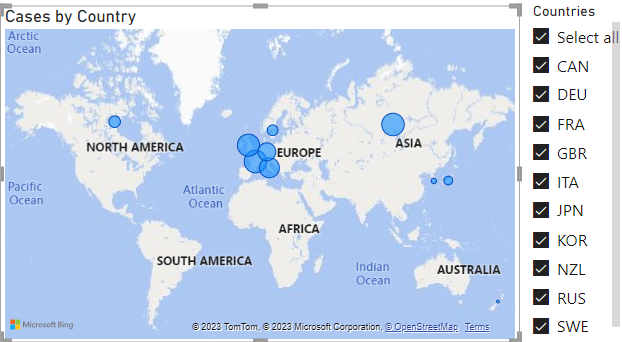 Cases by Country
Arctic
Ocean
NORTH AMERICA
EUROPE
ASIA
Pacific
Ocean
Atlantic
Ocean
AFRICA
SOUTH AMERICA
Indian
Ocean
AUSTRALIA
Microsoft Bing
© 2023 TomTom, © 2023 Microsoft Corporation, © OpenStreetMap Terms
Countries
Select all
CAN
DEU
FRA
GBR
ITA
JPN
KOR
NZL
RUS
SWE